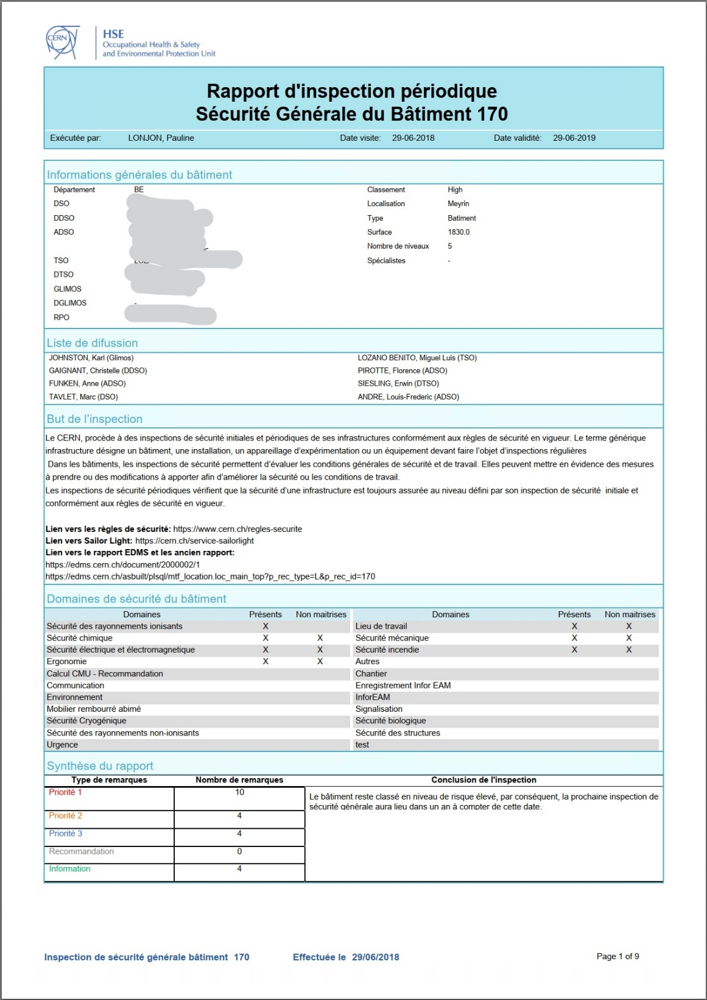 CERN
HSE
Occupational Health & Safety
and Environmental Protection Unit
Rapport d'inspection périodique
Sécurité Générale du Bâtiment 170
Exécutée par: LONJON, Pauline Date visite: 29-06-2018 Date validité: 29-06-2019
Informations générales du bâtiment
Département BE Classement High
DSO Localisation Meyrin
DDSO Type Batiment
ADSO Surface 1830.0
Nombre de niveaux 5
TSO Spécialistes -
DTSO
GLIMOS
DGLIMOS -
RPO
Liste de difussion
JOHNSTON, Karl (Glimos) LOZANO BENITO, Miguel Luis (TSO)
GAIGNANT, Christelle (DDSO) PIROTTE, Florence (ADSO)
FUNKEN, Anne (ADSO) SIESLING, Erwin (DTSO)
TAVLET, Marc (DSO) ANDRE, Louis-Frederic (ADSO)
But de l’inspection
Le CERN, procède à des inspections de sécurité initiales et périodiques de ses infrastructures conformément aux règles de sécurité en vigueur. Le terme générique
infrastructure désigne un bâtiment, une installation, un appareillage d’expérimentation ou un équipement devant faire l’objet d’inspections régulières
Dans les bâtiments, les inspections de sécurité permettent d’évaluer les conditions générales de sécurité et de travail. Elles peuvent mettre en évidence des mesures
à prendre ou des modifications à apporter afin d’améliorer la sécurité ou les conditions de travail.
Les inspections de sécurité périodiques vérifient que la sécurité d’une infrastructure est toujours assurée au niveau défini par son inspection de sécurité initiale et
conformément aux règles de sécurité en vigueur.
Lien vers les règles de sécurité: https://www.cern.ch/regles-securite
Lien vers Sailor Light: https://cern.ch/service-sailorlight
Lien vers le rapport EDMS et les ancien rapport:
https://edms.cern.ch/document/2000002/1
https://edms.cern.ch/asbuilt/plsql/mtf_location.loc_main_top?p_rec_type=L&p_rec_id=170
Domaines de sécurité du bâtiment
Domaines Présents Non maitrises Domaines Présents Non maitrises
Sécurité des rayonnements ionisants X Lieu de travail X X
Sécurité chimique X X Sécurité mécanique X X
Sécurité électrique et électromagnetique X X Sécurité incendie X X
Ergonomie X X Autres
Calcul CMU - Recommandation Chantier
Communication Enregistrement Infor EAM
Environnement InforEAM
Mobilier rembourré abimé Signalisation
Sécurité Cryogénique Sécurité biologique
Sécurité des rayonnements non-ionisants Sécurité des structures
Urgence test
Synthèse du rapport
Type de remarques Nombre de remarques Conclusion de l'inspection
Priorité 1 10 Le bâtiment reste classé en niveau de risque élevé, par conséquent, la prochaine inspection de
sécurité générale aura lieu dans un an à compter de cette date.
Priorité 2 4
Priorité 3 4
Recommandation 0
Information 4
Inspection de sécurité générale bâtiment 170 Effectuée le 29/06/2018 Page 1 of 9